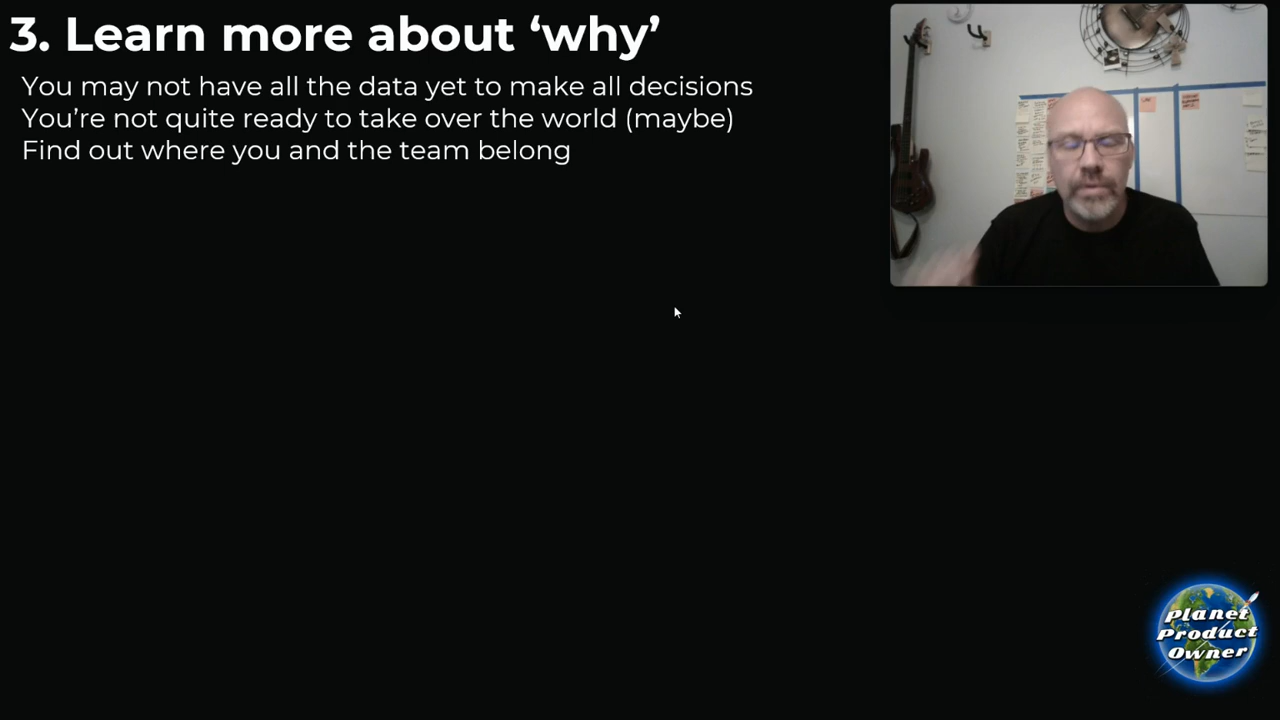 3. Learn more about ‘why’
You may not have all the data yet to make all decisions
You’re not quite ready to take over the world (maybe)
Find out where you and the team belong
Planet
Product
Owner